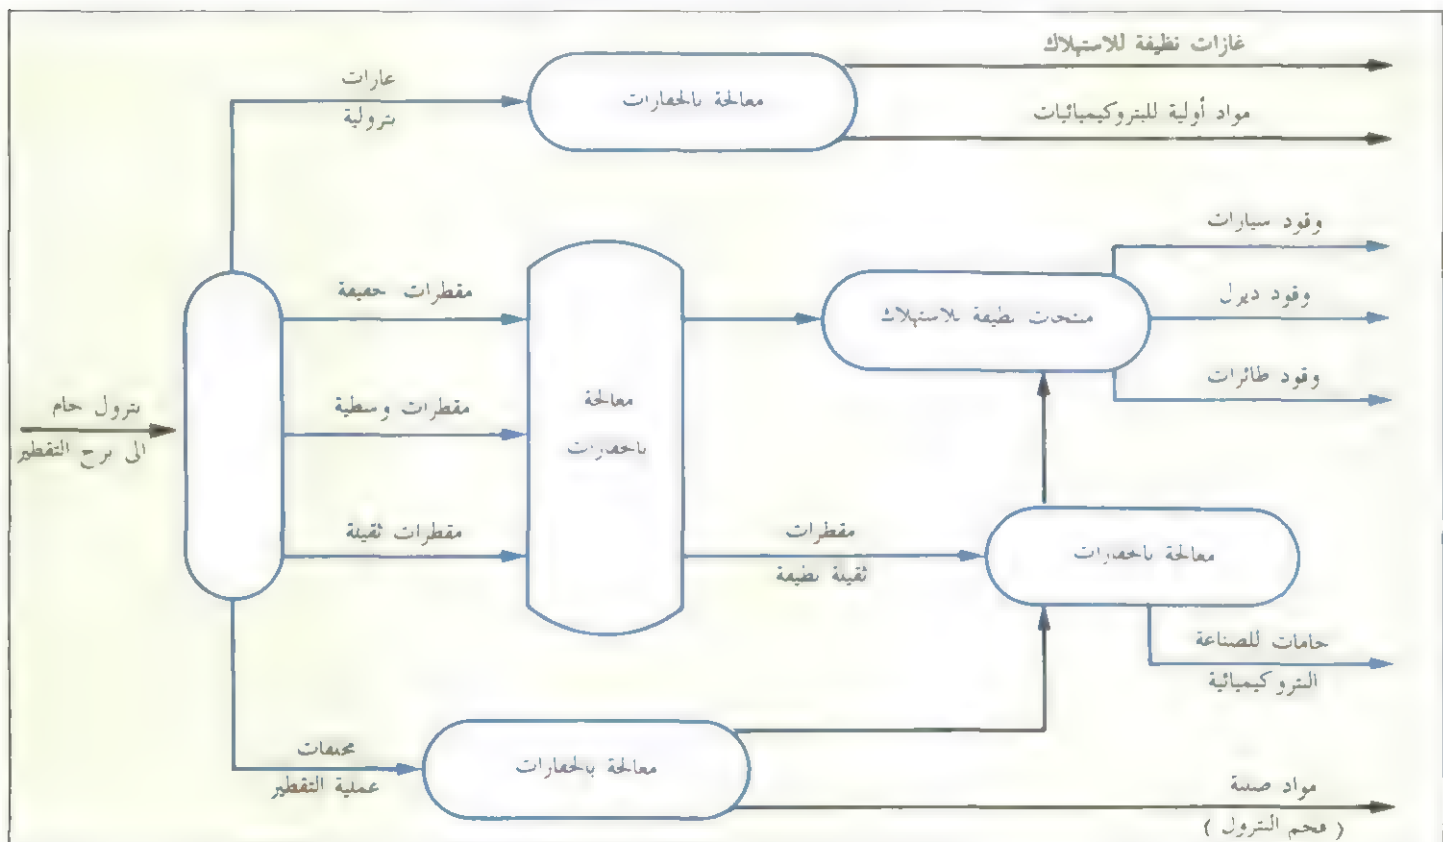 غازات نظيفة للاستهلاك
غازات
بترولية
معالجة بالحفازات
مواد أولية للبتروكيميائيات
وقود سيارات
مقطرات خفيفة
منتجات نظيفة للاستهلاك
وقود ديزل
وقود طائرات
بترول خام
الى برج التقطير
مقطرات وسطية
معالجة
بالحفازات
مقطرات ثقيلة
مقطرات
ثقيلة نظيفة
معالجة بالحفازات
خامات للصناعة
البتروكيميائية
مخلفات
عملية التقطير
معالجة بالحفازات
مواد صلبة
( فحم البترول )